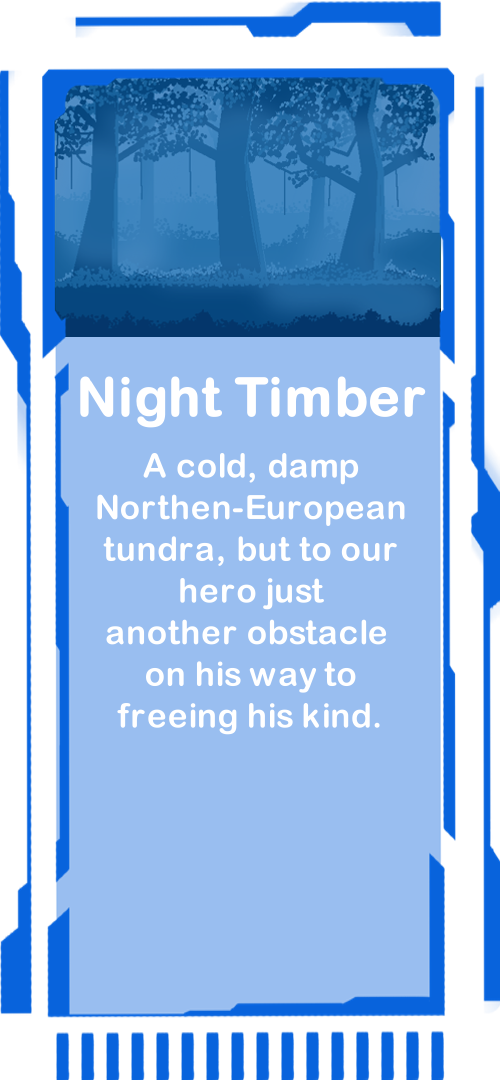 Night Timber
A cold, damp
Northen-European
tundra, but to our
hero just
another obstacle
on his way to
freeing his kind.